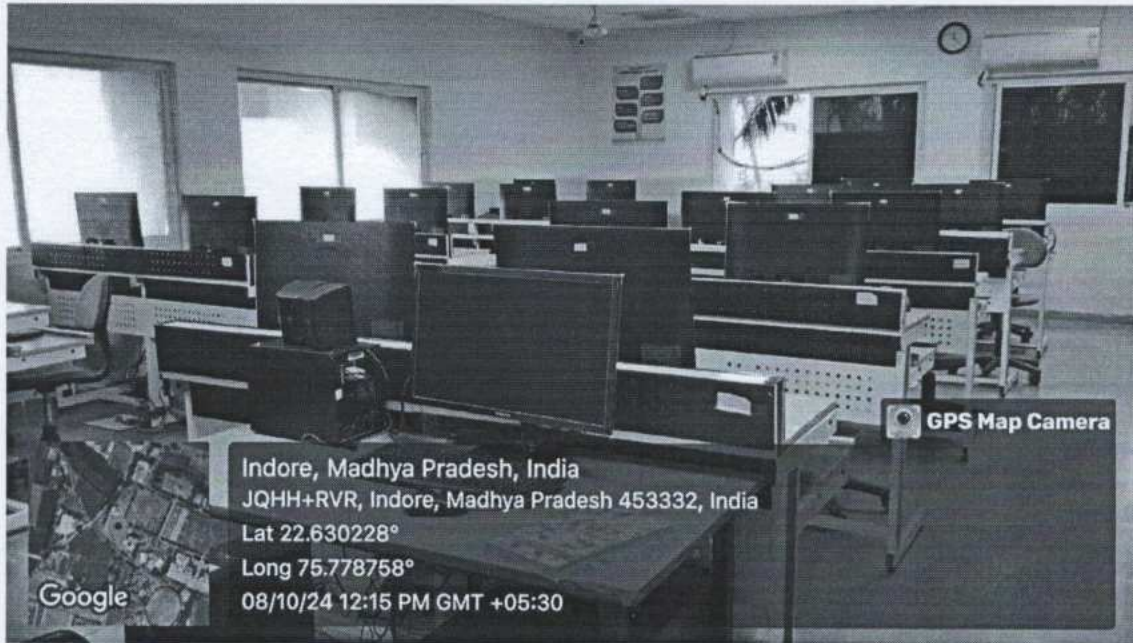 GPS Map Camera
Indore, Madhya Pradesh, India
JQHH+RVR, Indore, Madhya Pradesh 453332, India
Lat 22.630228°
Long 75.778758°
08/10/24 12:15 PM GMT +05:30
Google